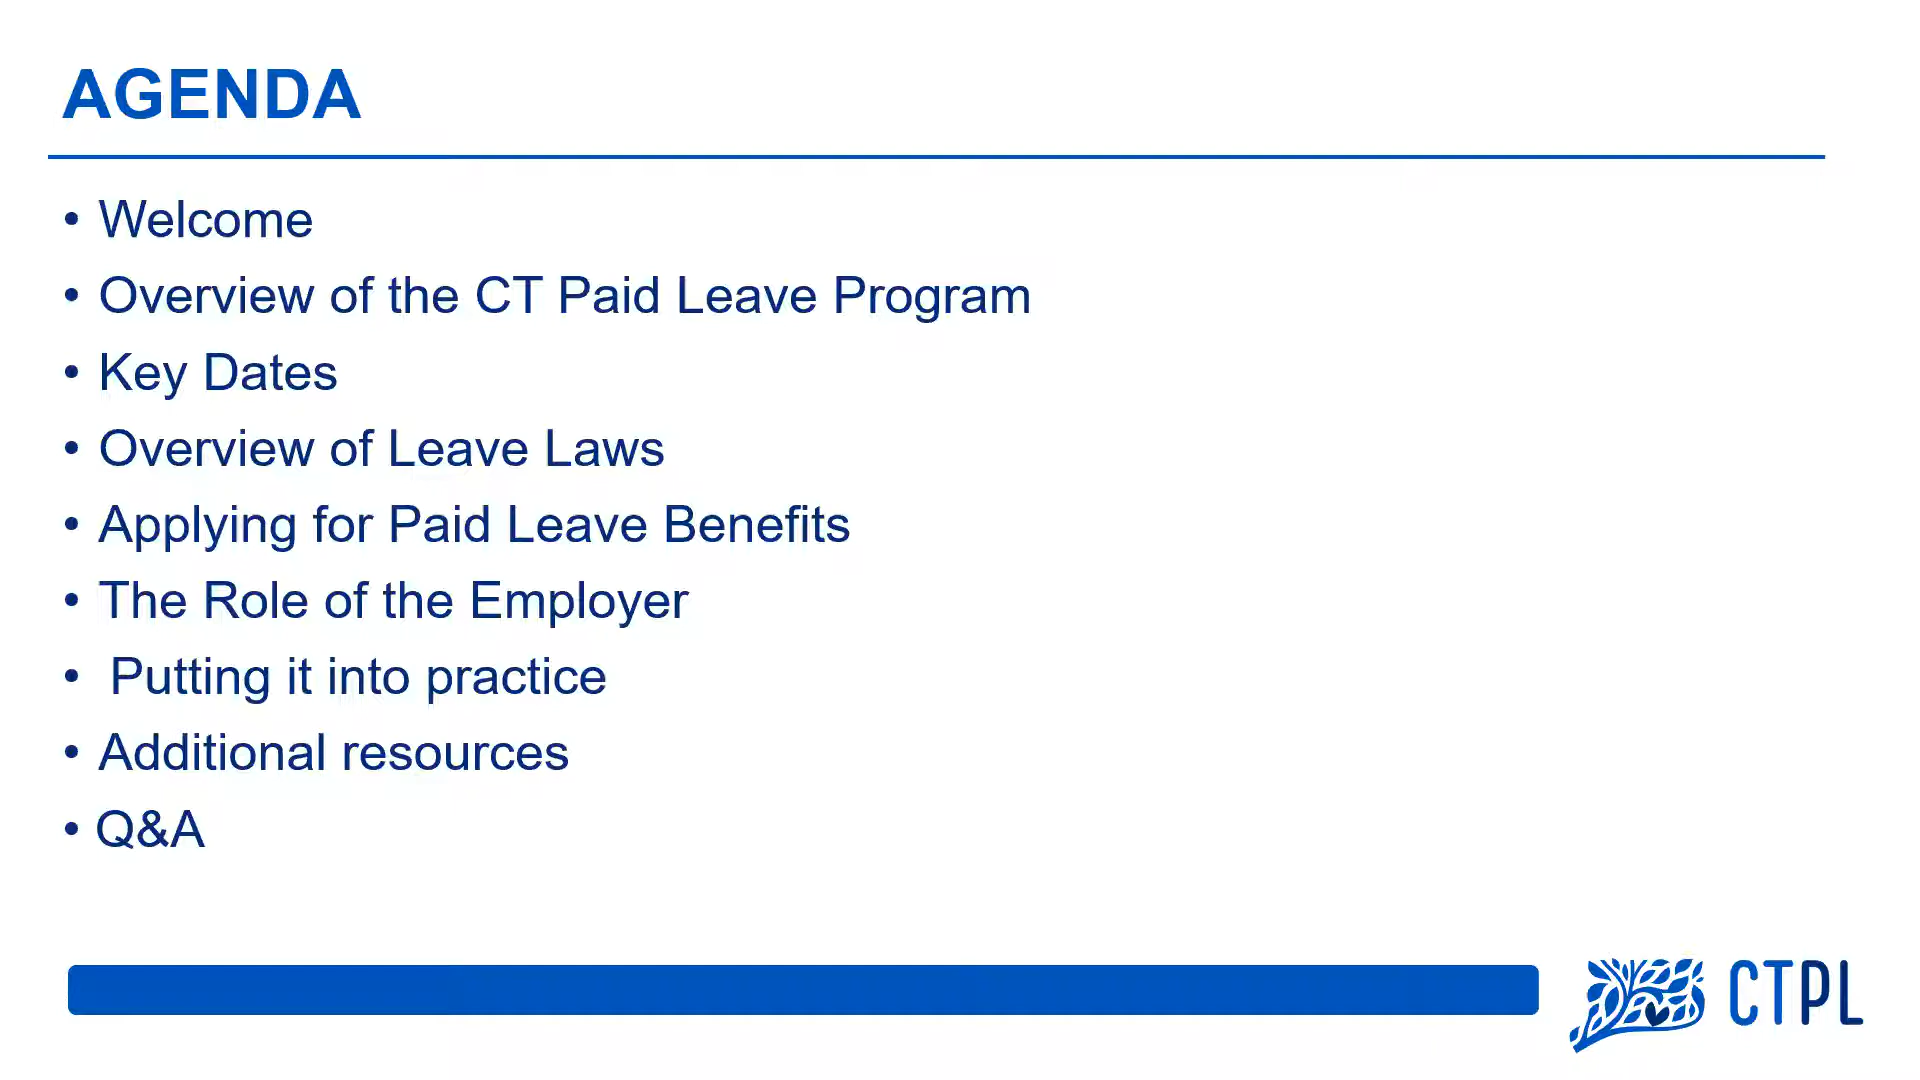 AGENDA
• Welcome
• Overview of the CT Paid Leave Program
• Key Dates
• Overview of Leave Laws
• Applying for Paid Leave Benefits
• The Role of the Employer
• Putting it into practice
• Additional resources
• Q&A
CTPL